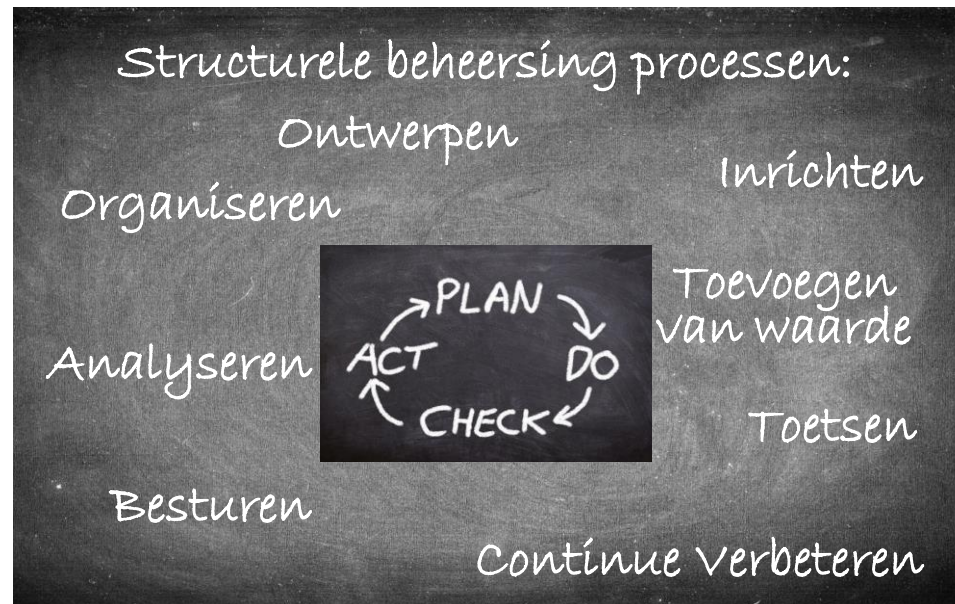 Structurele beheersing processen:
Ontwerpen
Inrichten
Organiseren
Toevoegen
van waarde
PLAN
ACT
DO
CHECK
Analyseren
Toetsen
Besturen
Continue Verbeteren